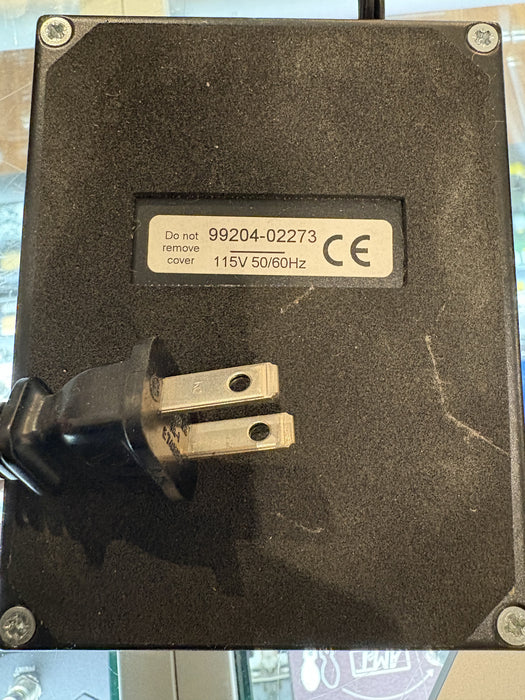 Do not
remove
cover
99204-02273
115V 50/60Hz
CE